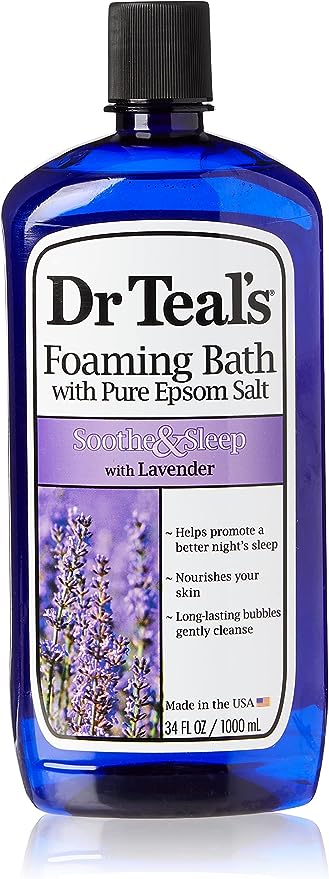 Dr Teal's®
Foaming Bath
with Pure Epsom Salt
Soothe&Sleep
with Lavender
~ Helps promote a
better night's sleep
~ Nourishes your
skin
~ Long-lasting bubbles
gently cleanse
Made in the USA
34 FL OZ / 1000 mL